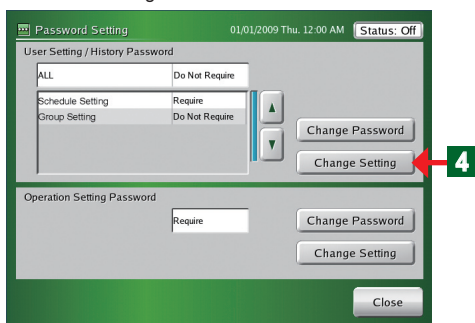 Password Setting 01/01/2009 Thu. 12:00 AM Status: Off
User Setting / History Password
ALL Do Not Require
Schedule Setting Require
Group Setting Do Not Require
Change Password
Change Setting 4
Operation Setting Password
Require Change Password
Change Setting
Close